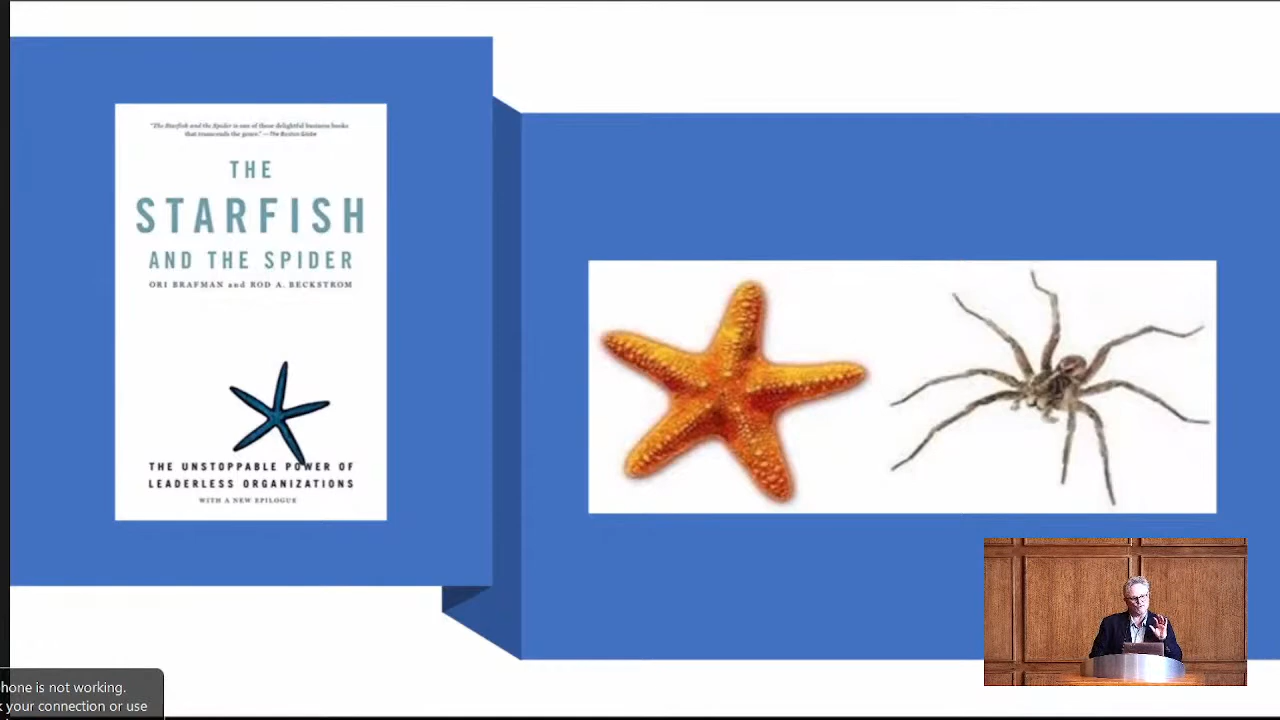 "The Starfish and the Spider is one of those delightful business books
that transcends the genre." —The Boston Globe
THE
STARFISH
AND THE SPIDER
ORI BRAFMAN and ROD A. BECKSTROM
THE UNSTOPPABLE POWER OF
LEADERLESS ORGANIZATIONS
WITH A NEW EPILOGUE
hone is not working.
your connection or use